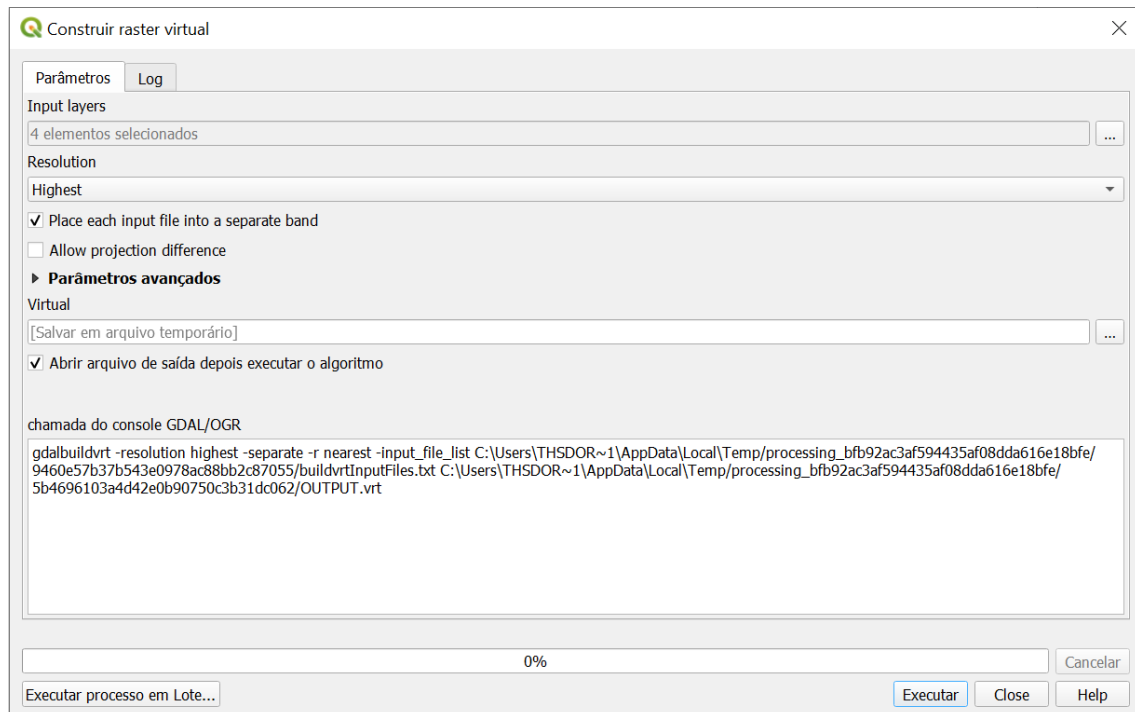 Construir raster virtual
Parâmetros
Log
Input layers
4 elementos selecionados
...
Resolution
Highest
Place each input file into a separate band
Allow projection difference
Parâmetros avançados
Virtual
[Salvar em arquivo temporário]
...
Abrir arquivo de saída depois executar o algoritmo
chamada do console GDAL/OGR
gdalbuildvrt -resolution highest -separate -r nearest -input_file_list C:\Users\THSDOR~1\AppData\Local\Temp/processing_bfb92ac3af594435af08dda616e18bfe/
9460e57b37b543e0978ac88bb2c87055/buildvrtInputFiles.txt C:\Users\THSDOR~1\AppData\Local\Temp/processing_bfb92ac3af594435af08dda616e18bfe/
5b4696103a4d42e0b90750c3b31dc062/OUTPUT.vrt
0%
Cancelar
Executar processo em Lote...
Executar
Close
Help